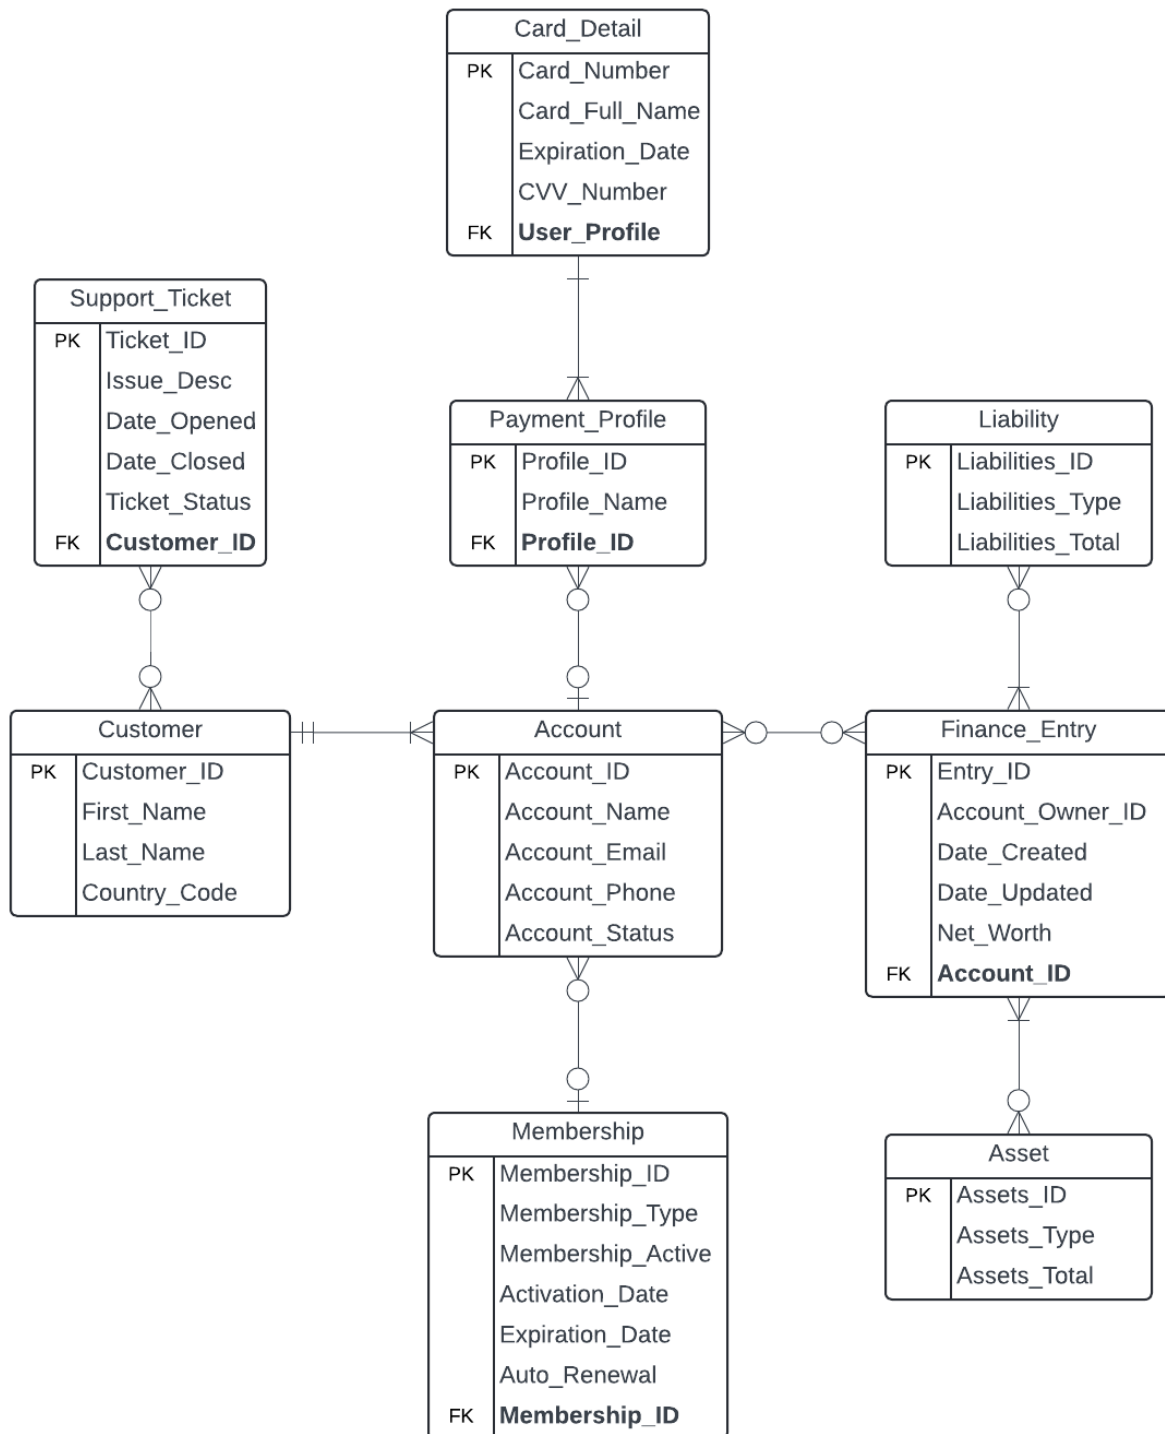 Card_Detail
PK Card_Number
Card_Full_Name
Expiration_Date
CVV_Number
FK User_Profile
Support_Ticket
PK Ticket_ID
Issue_Desc
Date_Opened
Date_Closed
Ticket_Status
FK Customer_ID
Payment_Profile
PK Profile_ID
Profile_Name
FK Profile_ID
Liability
PK Liabilities_ID
Liabilities_Type
Liabilities_Total
Customer
PK Customer_ID
First_Name
Last_Name
Country_Code
Account
PK Account_ID
Account_Name
Account_Email
Account_Phone
Account_Status
Finance_Entry
PK Entry_ID
Account_Owner_ID
Date_Created
Date_Updated
Net_Worth
FK Account_ID
Membership
PK Membership_ID
Membership_Type
Membership_Active
Activation_Date
Expiration_Date
Auto_Renewal
FK Membership_ID
Asset
PK Assets_ID
Assets_Type
Assets_Total